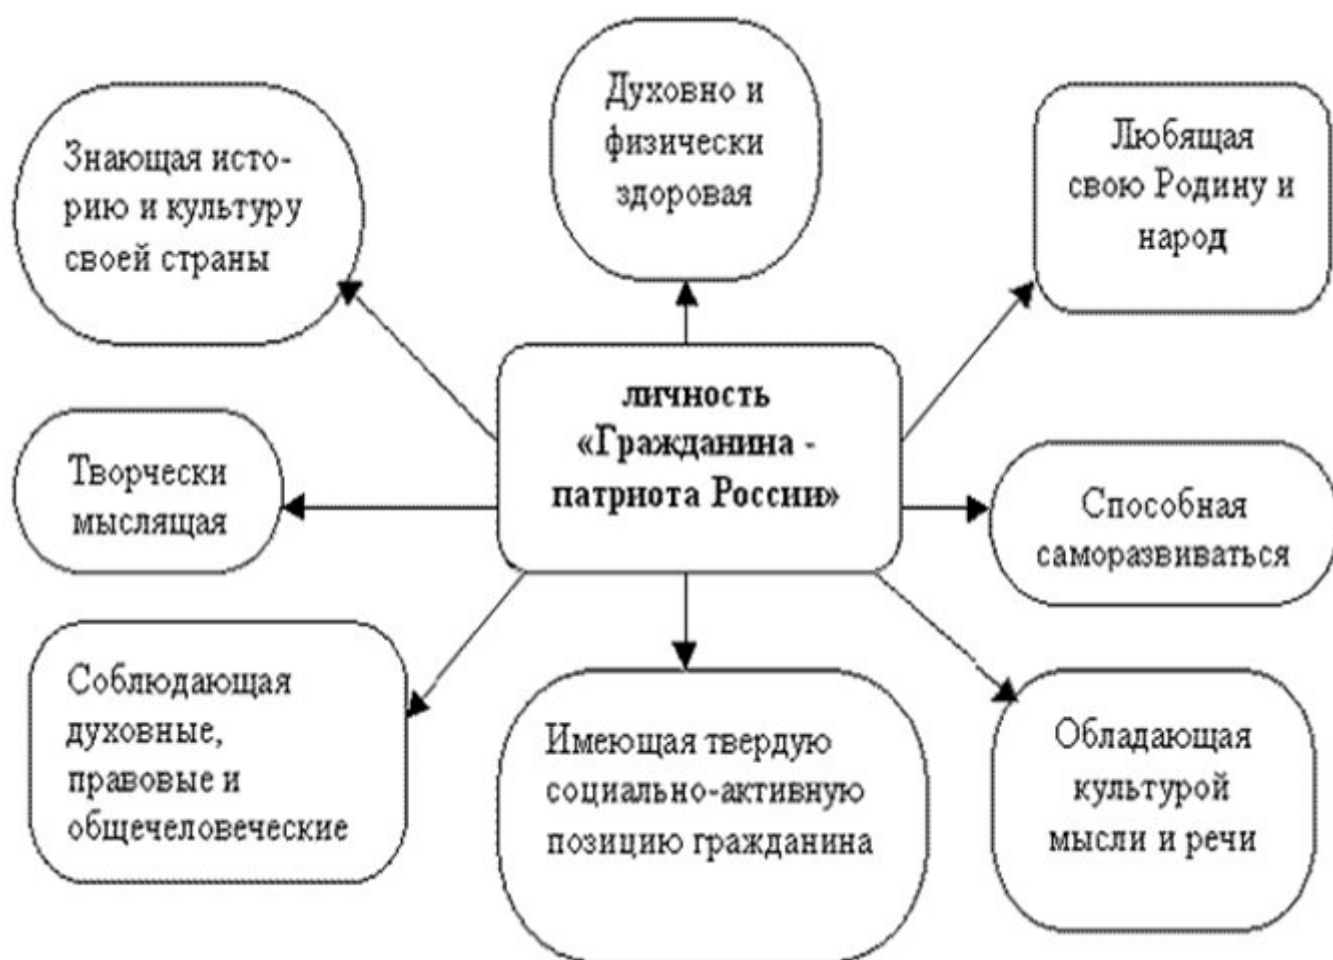 Духовно и
физически
здоровая
Знающая исто-
рию и культуру
своей страны
Любящая
свою Родину и
народ
личность
«Гражданина -
патриота России»
Творчески
мыслящая
Способная
саморазвиваться
Соблюдающая
духовные,
правовые и
общечеловеческие
Имеющая твердую
социально-активную
позицию гражданина
Обладающая
культурой
мысли и речи